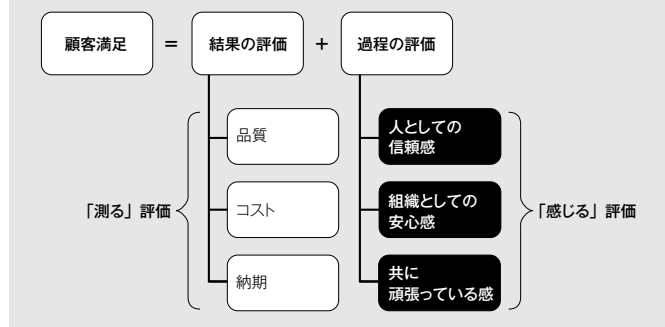 顧客満足 = 結果の評価 + 過程の評価
品質
コスト
納期
「測る」評価
人としての
信頼感
組織としての
安心感
共に
頑張っている感
「感じる」評価